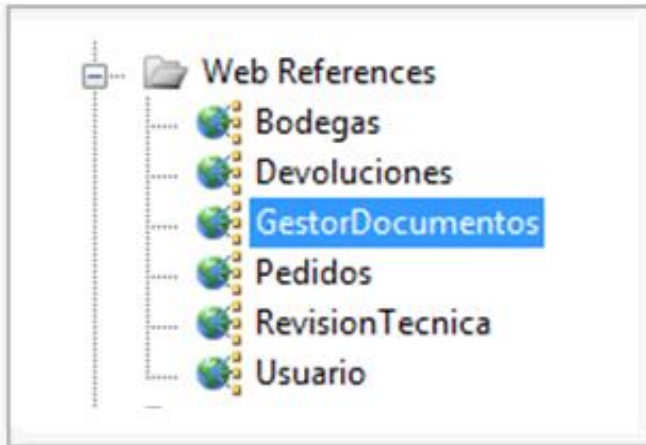 Web References
Bodegas
Devoluciones
GestorDocumentos
Pedidos
RevisionTecnica
Usuario